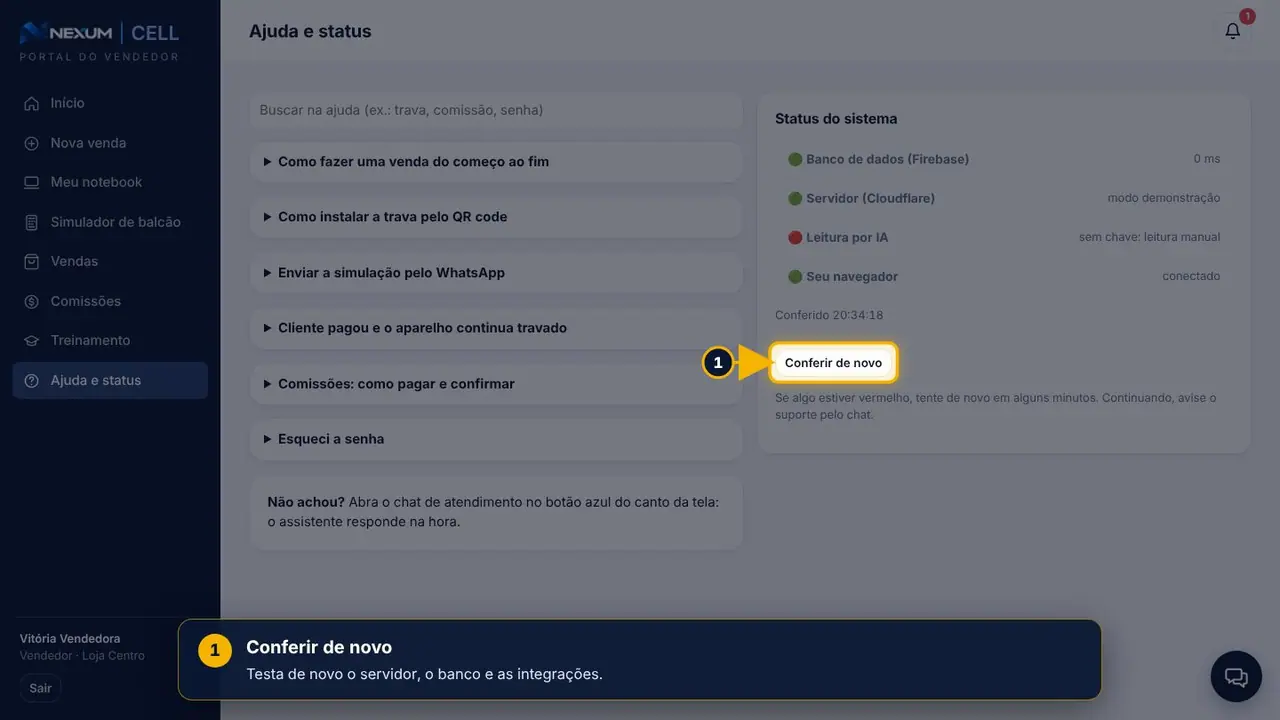 NEXUM | CELL
PORTAL DO VENDEDOR
Início
Nova venda
Meu notebook
Simulador de balcão
Vendas
Comissões
Treinamento
Ajuda e status
Vitória Vendedora
Vendedor · Loja Centro
Sair
Ajuda e status
1
Buscar na ajuda (ex.: trava, comissão, senha)
Como fazer uma venda do começo ao fim
Como instalar a trava pelo QR code
Enviar a simulação pelo WhatsApp
Cliente pagou e o aparelho continua travado
Comissões: como pagar e confirmar
Esqueci a senha
Não achou? Abra o chat de atendimento no botão azul do canto da tela:
o assistente responde na hora.
Status do sistema
Banco de dados (Firebase) 0 ms
Servidor (Cloudflare) modo demonstração
Leitura por IA sem chave: leitura manual
Seu navegador conectado
Conferido 20:34:18
1 Conferir de novo
Se algo estiver vermelho, tente de novo em alguns minutos. Continuando, avise o
suporte pelo chat.
1 Conferir de novo
Testa de novo o servidor, o banco e as integrações.